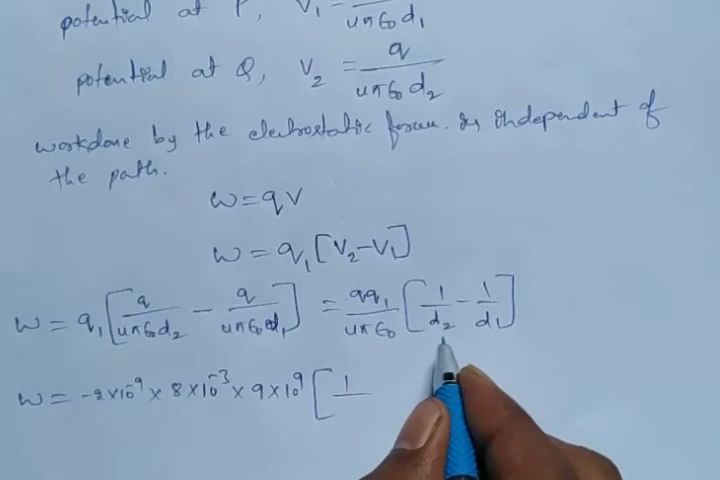 potential at P, V₁ = /4πε₀d₁
potential at Q, V₂ = q/4πε₀d₂
workdone by the electrostatic force is independent of
the path.
W = qV
W = q₁[V₂-V₁]
W = q₁[q/4πε₀d₂ - q/4πε₀d₁] = qq₁/4πε₀ [1/d₂ - 1/d₁]
W = -2×10⁻⁹ × 8×10⁻³ × 9×10⁹ [1/